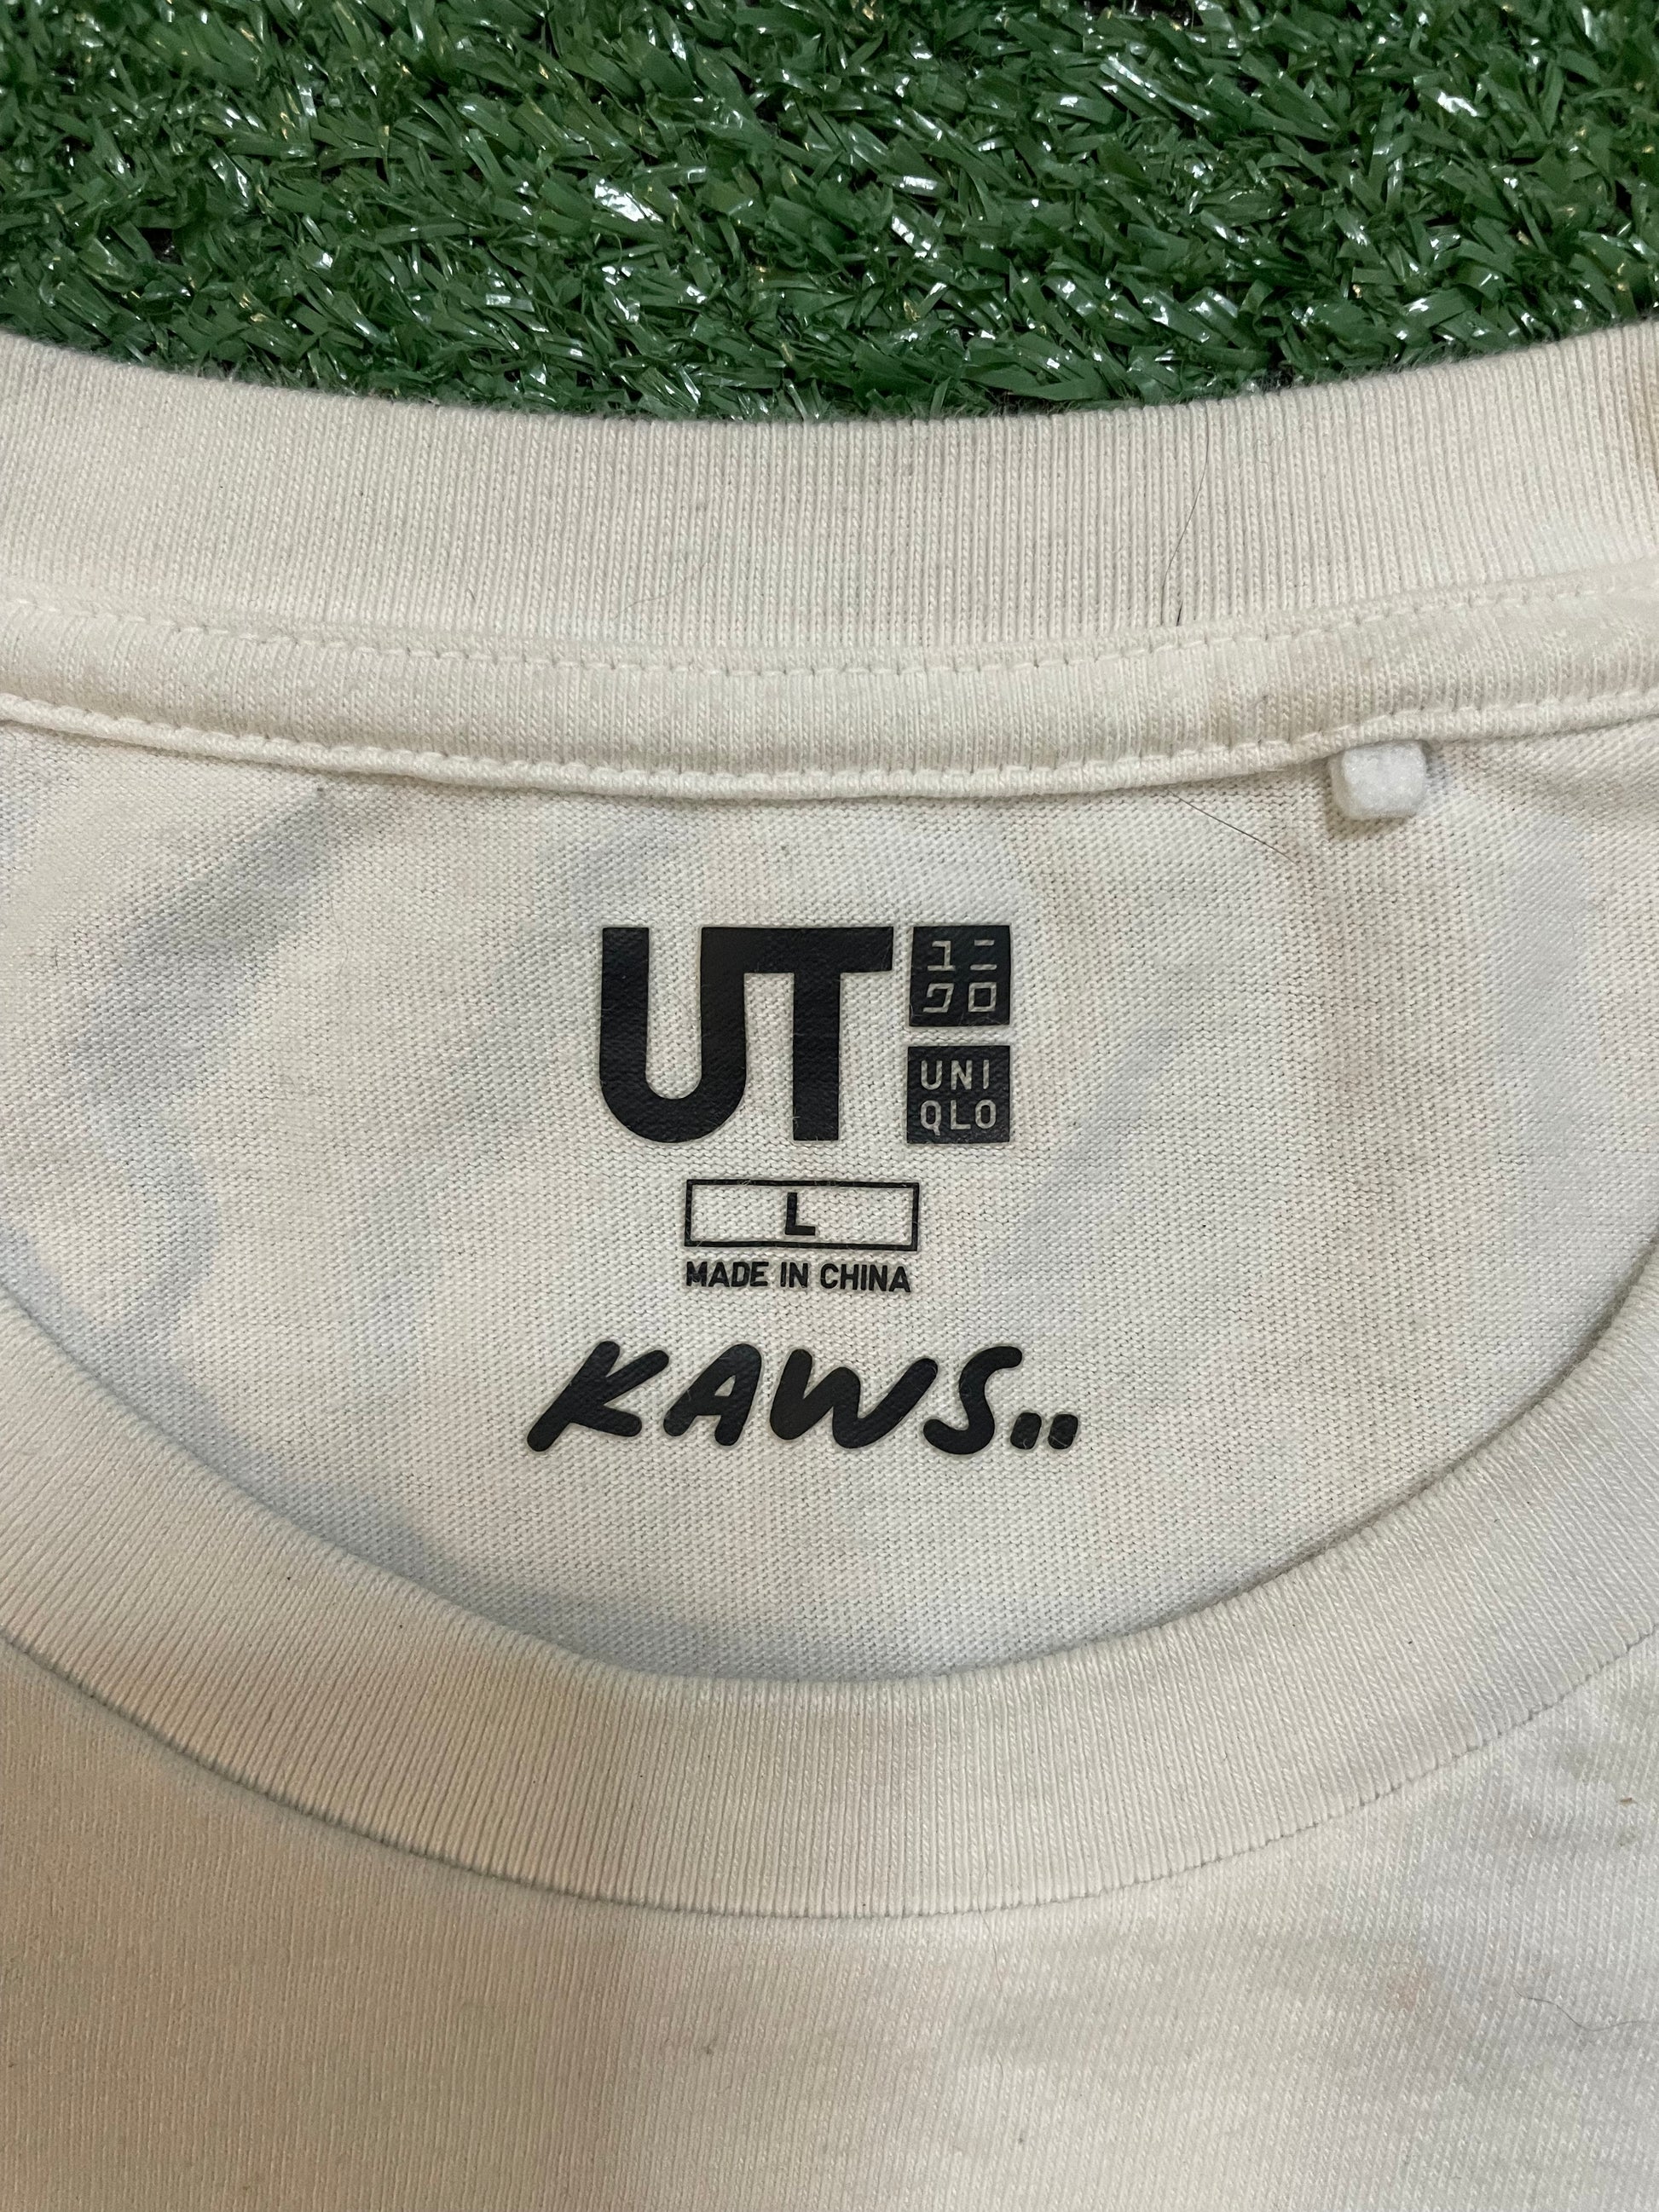 UT
ユニ
クロ
UNI
QLO
L
MADE IN CHINA
KAWS..